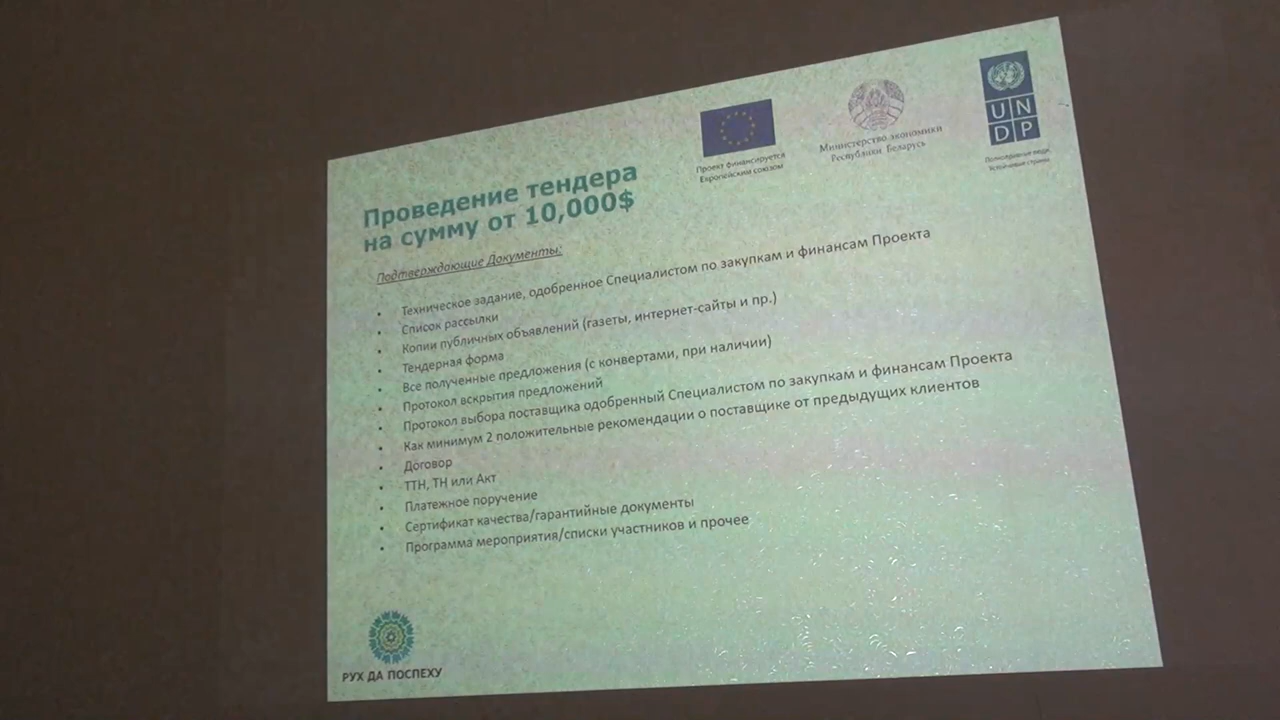 Проект финансируется
Европейским союзом
Министерство экономики
Республики Беларусь
UN
DP
Устойчивые страны.
Проведение тендера
на сумму от 10,000$
Подтверждающие Документы:
• Техническое задание, одобренное Специалистом по закупкам и финансам Проекта
• Список рассылки
• Копии публичных объявлений (газеты, интернет-сайты и пр.)
• Тендерная форма
• Все полученные предложения (с конвертами, при наличии)
• Протокол вскрытия предложений
• Протокол выбора поставщика одобренный Специалистом по закупкам и финансам Проекта
• Как минимум 2 положительные рекомендации о поставщике от предыдущих клиентов
• Договор
• ТТН, ТН или Акт
• Платежное поручение
• Сертификат качества/гарантийные документы
• Программа мероприятия/списки участников и прочее
РУХ ДА ПОСПЕХУ